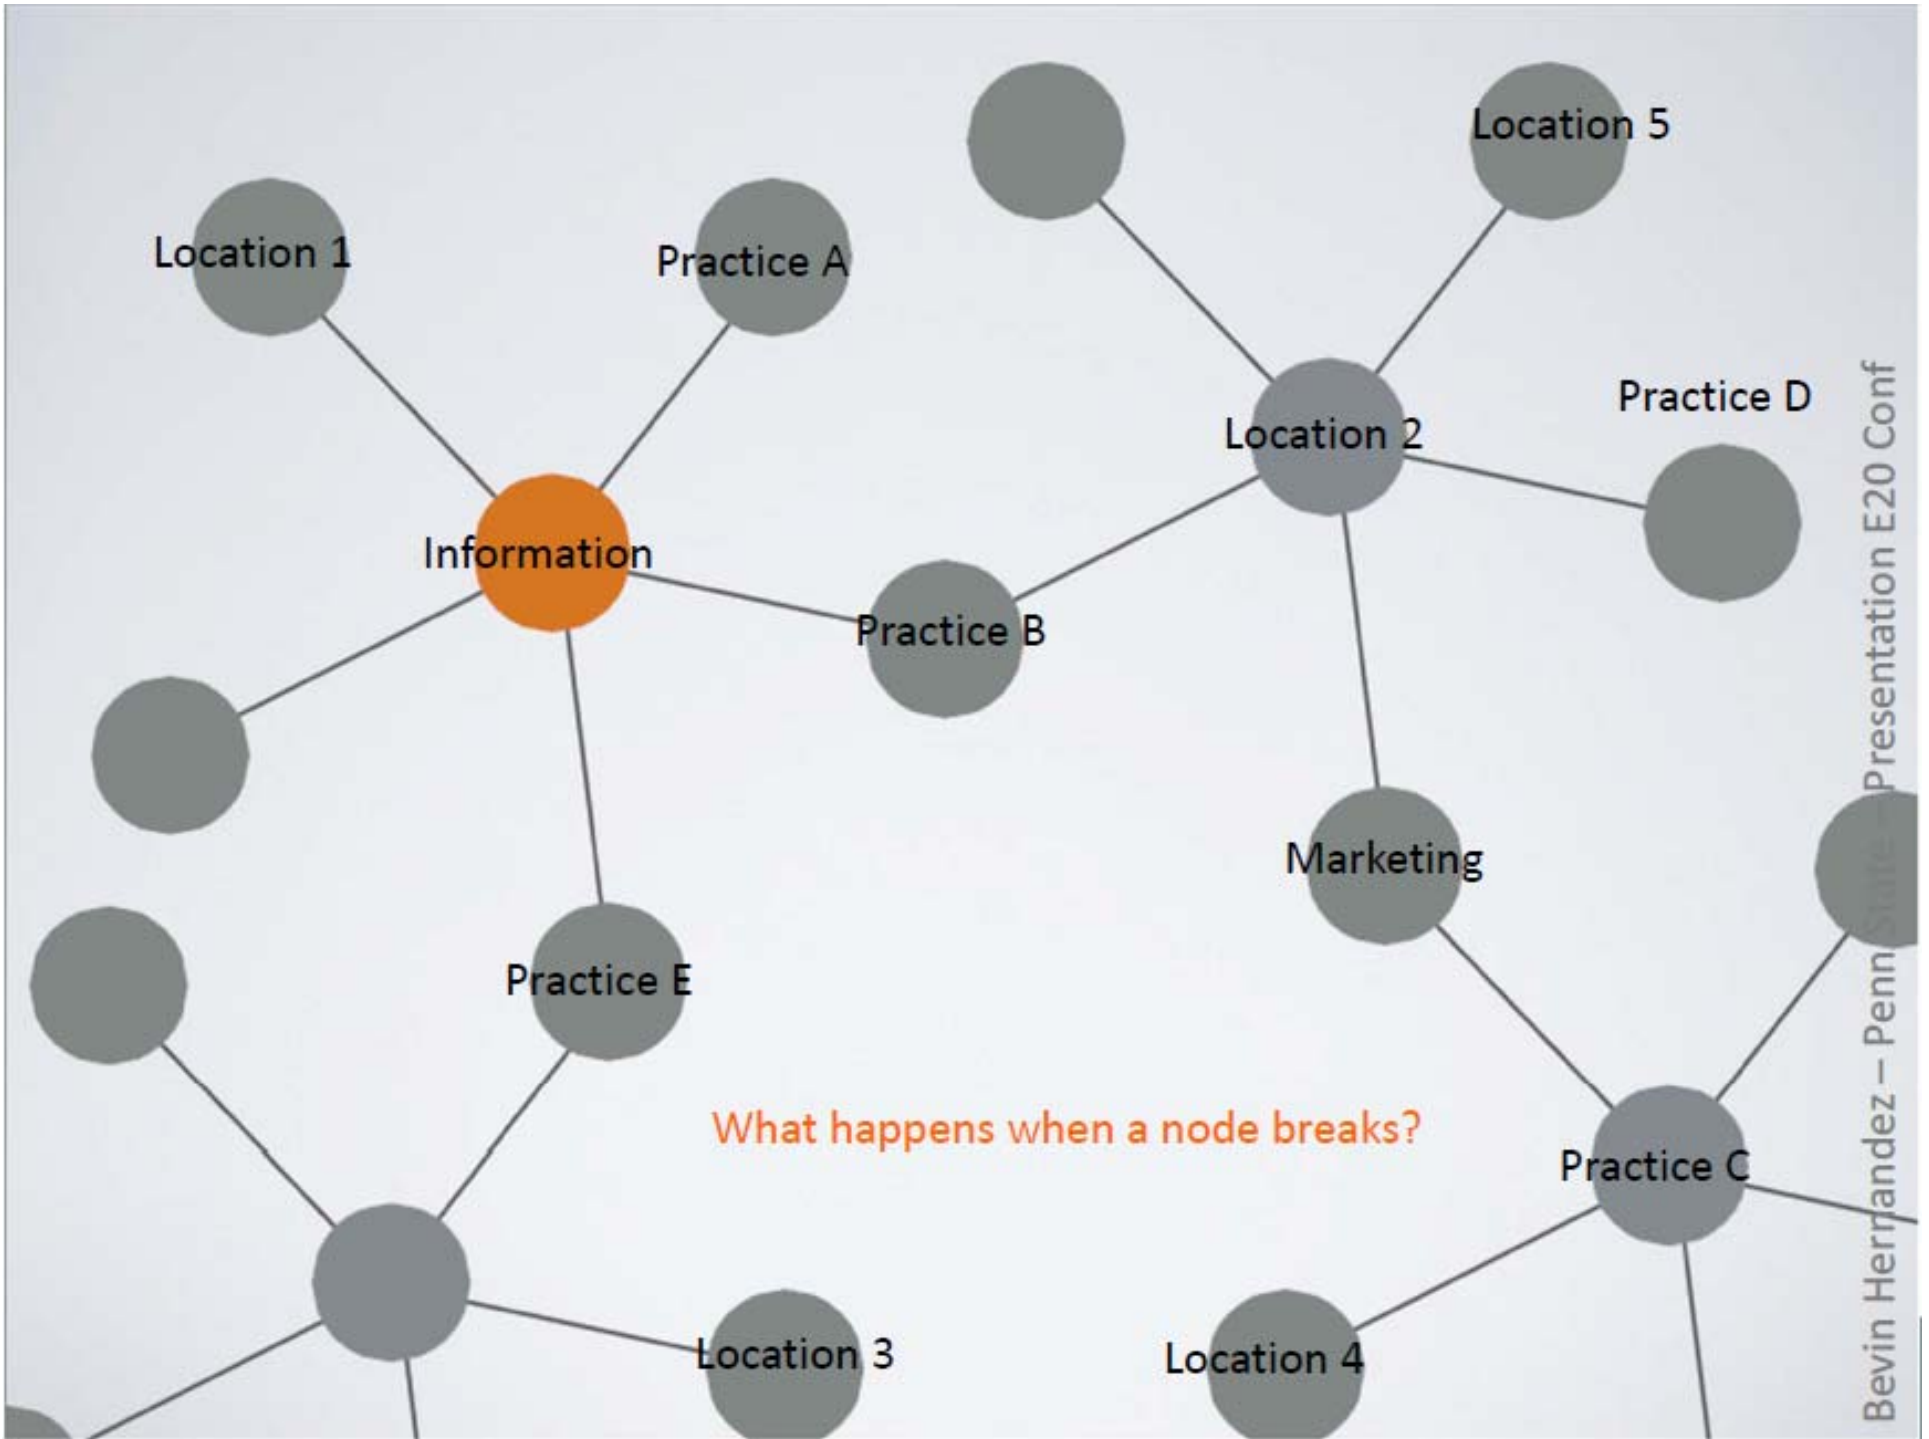 Location 5
Location 1
Practice A
Practice D
Location 2
Information
Practice B
Marketing
Practice E
What happens when a node breaks?
Practice C
Location 3
Location 4
Bevin Hernandez – Penn State – Presentation E20 Conf